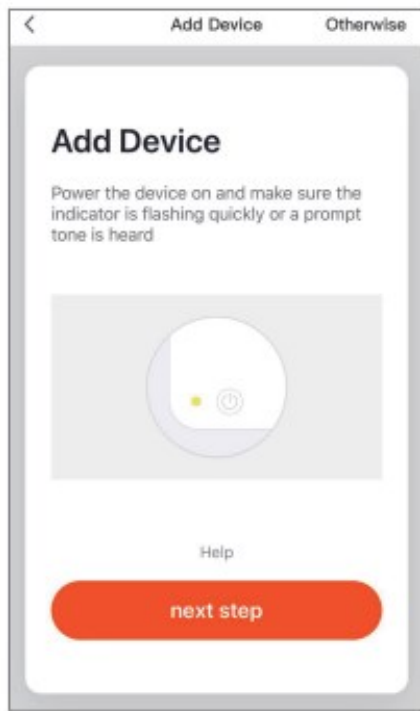 Add Device Otherwise
Add Device
Power the device on and make sure the
indicator is flashing quickly or a prompt
tone is heard
Help
next step